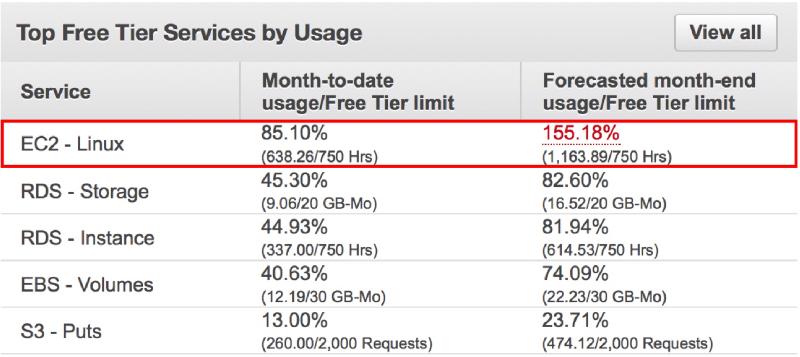 Top Free Tier Services by Usage
View all
Service
Month-to-date
usage/Free Tier limit
Forecasted month-end
usage/Free Tier limit
EC2 - Linux
85.10%
(638.26/750 Hrs)
155.18%
(1,163.89/750 Hrs)
RDS - Storage
45.30%
(9.06/20 GB-Mo)
82.60%
(16.52/20 GB-Mo)
RDS - Instance
44.93%
(337.00/750 Hrs)
81.94%
(614.53/750 Hrs)
EBS - Volumes
40.63%
(12.19/30 GB-Mo)
74.09%
(22.23/30 GB-Mo)
S3 - Puts
13.00%
(260.00/2,000 Requests)
23.71%
(474.12/2,000 Requests)